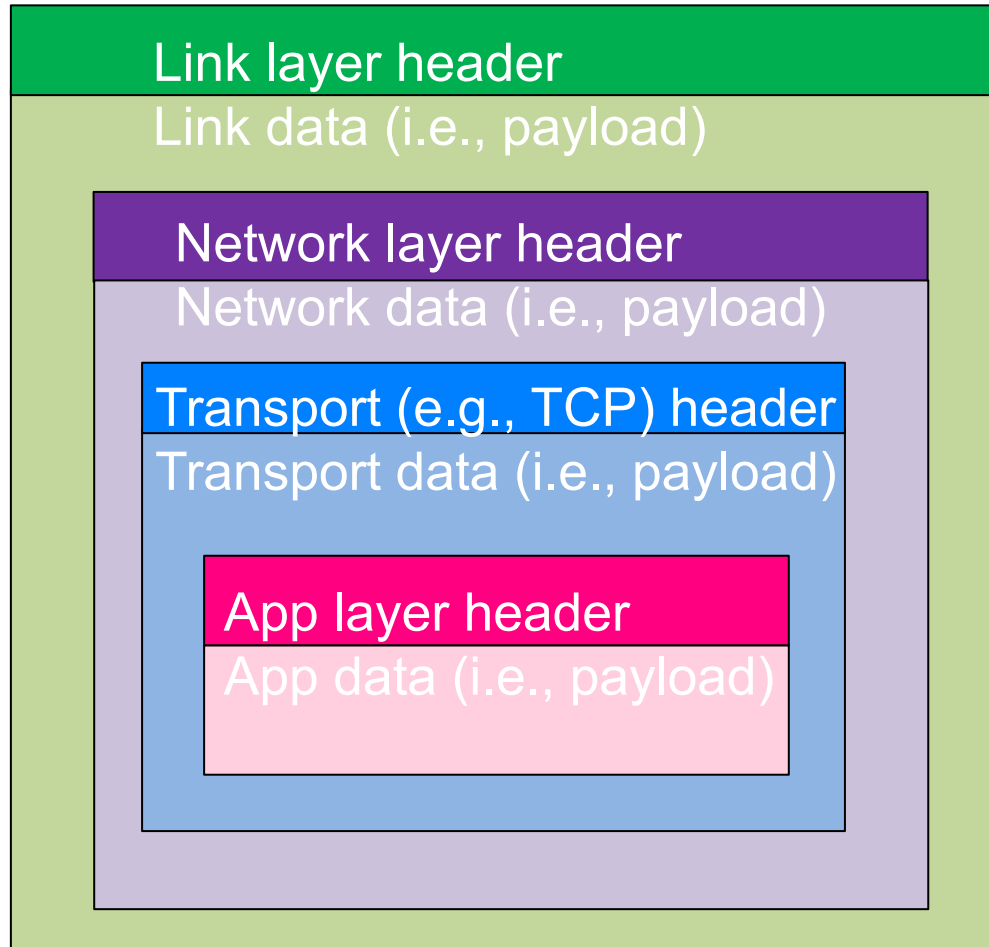 Link layer header
Link data (i.e., payload)
Network layer header
Network data (i.e., payload)
Transport (e.g., TCP) header
Transport data (i.e., payload)
App layer header
App data (i.e., payload)